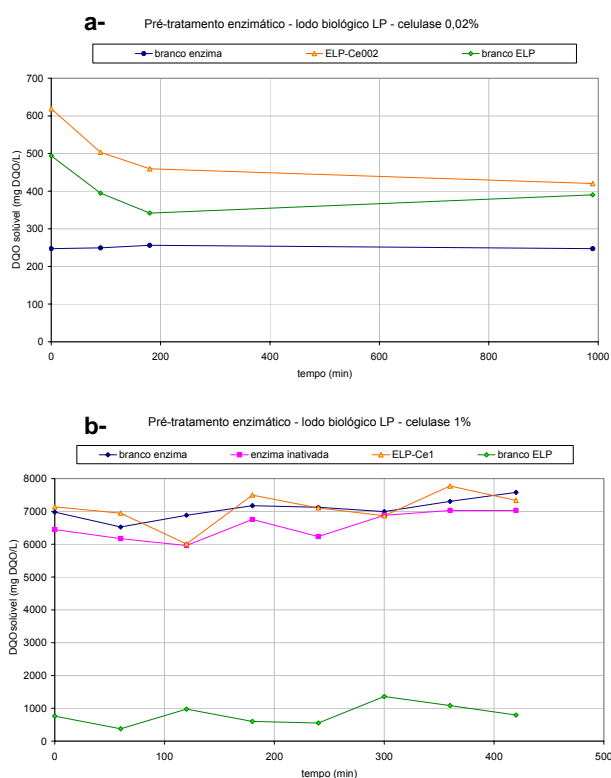 a- Pré-tratamento enzimático - lodo biológico LP - celulase 0,02%
branco enzima ELP-Ce002 branco ELP
700
600
500
400
300
200
100
0
DQO solúvel (mg DQO/L)
0 200 400 600 800 1000
tempo (min)
b- Pré-tratamento enzimático - lodo biológico LP - celulase 1%
branco enzima enzima inativada ELP-Ce1 branco ELP
8000
7000
6000
5000
4000
3000
2000
1000
0
DQO solúvel (mg DQO/L)
0 100 200 300 400 500
tempo (min)